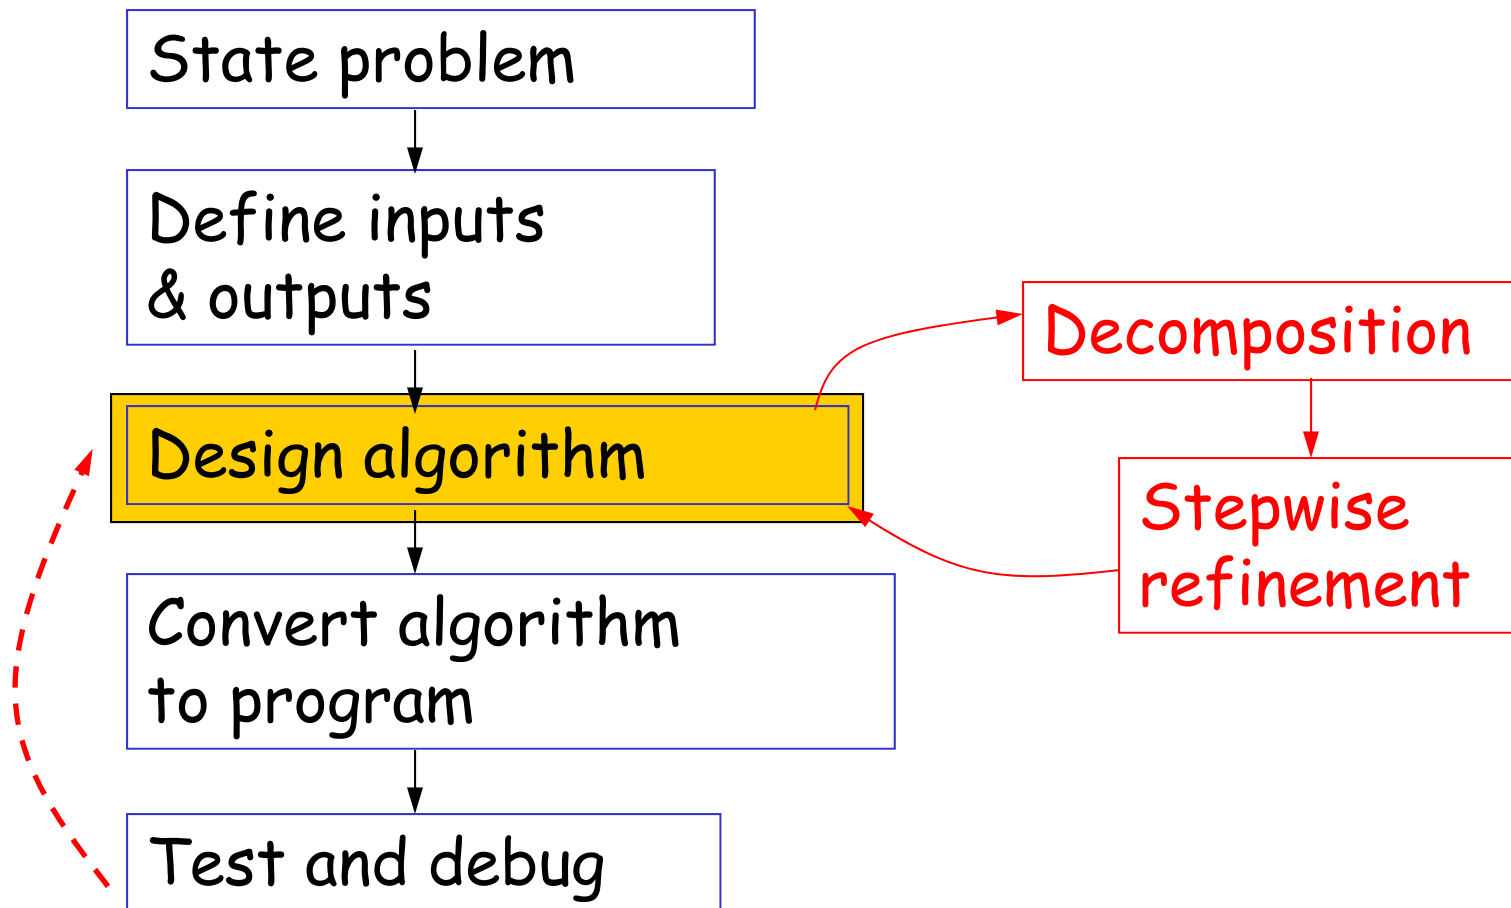 State problem
Define inputs
& outputs
Design algorithm
Convert algorithm
to program
Test and debug
Decomposition
Stepwise
refinement